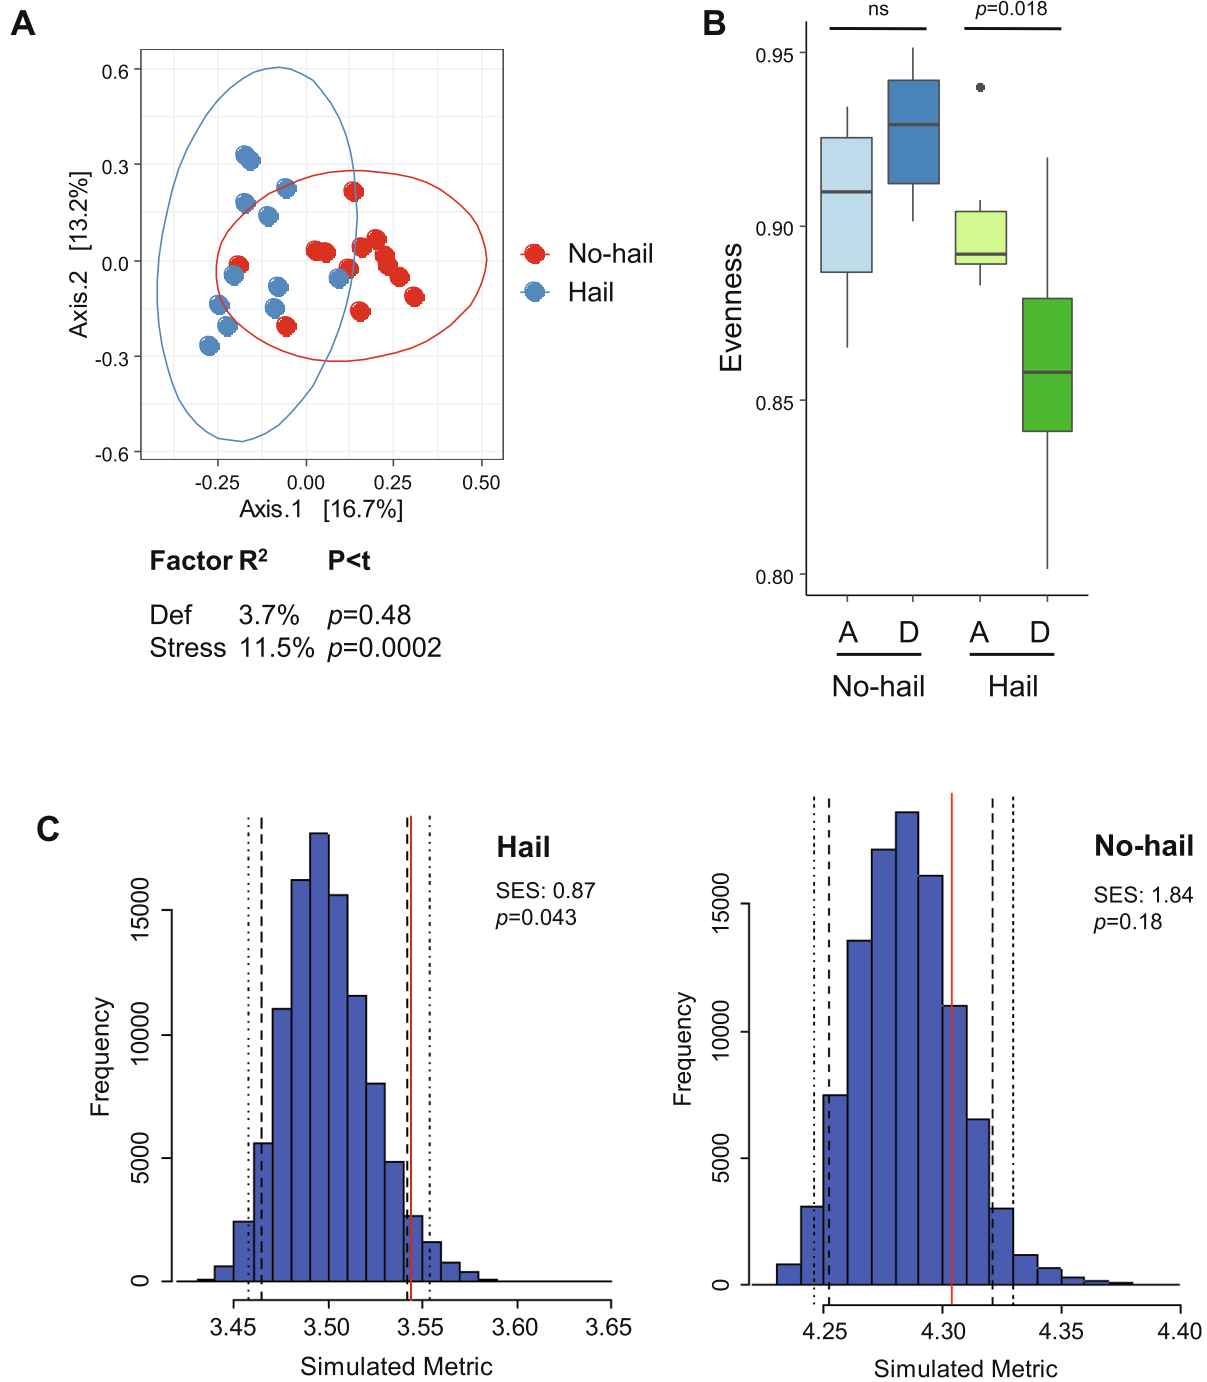 A
0.6
0.3
0.0
-0.3
-0.6
Axis.2 [13.2%]
-0.25 0.00 0.25 0.50
Axis.1 [16.7%]
No-hail
Hail
Factor R² P<t
Def 3.7% p=0.48
Stress 11.5% p=0.0002
B
ns p=0.018
0.95
0.90
0.85
0.80
Evenness
A D A D
No-hail Hail
C
Hail
SES: 0.87
p=0.043
15000
10000
5000
0
Frequency
3.45 3.50 3.55 3.60 3.65
Simulated Metric
No-hail
SES: 1.84
p=0.18
15000
10000
5000
0
Frequency
4.25 4.30 4.35 4.40
Simulated Metric